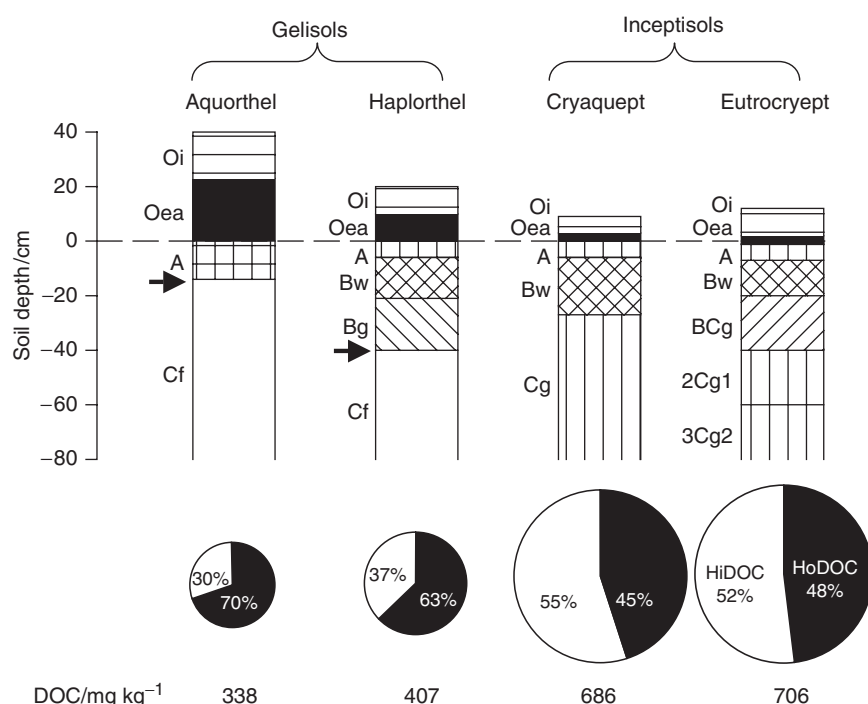 Gelisols Inceptisols
Aquorthel Haplorthel Cryaquept Eutrocryept
40
20
0
−20
−40
−60
−80
Soil depth/cm
Oi
Oea
A
Cf
Oi
Oea
A
Bw
Bg
Cf
Oi
Oea
A
Bw
Cg
Oi
Oea
A
Bw
BCg
2Cg1
3Cg2
30%
70%
37%
63%
55%
45%
HiDOC
52%
HoDOC
48%
DOC/mg kg⁻¹ 338 407 686 706